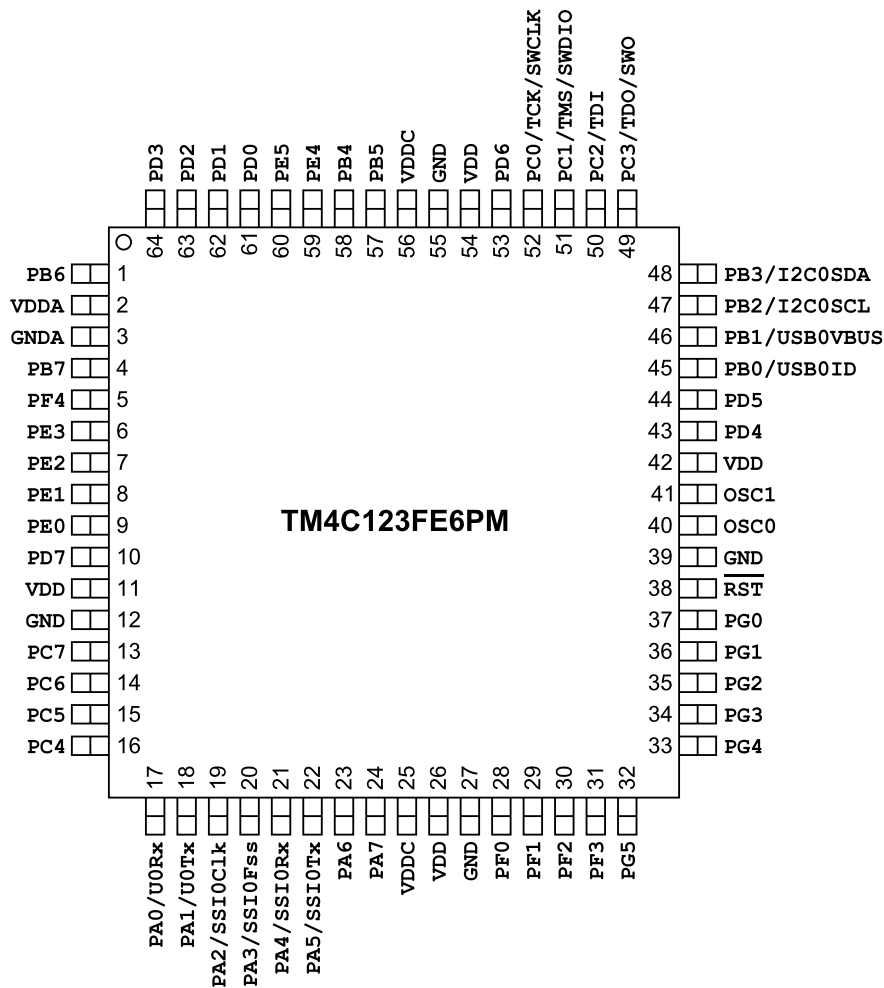 PD3 PD2 PD1 PD0 PE5 PE4 PB4 PB5 VDDC GND VDD PD6 PC0/TCK/SWCLK PC1/TMS/SWDIO PC2/TDI PC3/TDO/SWO
64 63 62 61 60 59 58 57 56 55 54 53 52 51 50 49
PB6 1 48 PB3/I2C0SDA
VDDA 2 47 PB2/I2C0SCL
GNDA 3 46 PB1/USB0VBUS
PB7 4 45 PB0/USB0ID
PF4 5 44 PD5
PE3 6 43 PD4
PE2 7 42 VDD
PE1 8 41 OSC1
TM4C123FE6PM
PE0 9 40 OSC0
PD7 10 39 GND
VDD 11 38 RST
GND 12 37 PG0
PC7 13 36 PG1
PC6 14 35 PG2
PC5 15 34 PG3
PC4 16 33 PG4
17 18 19 20 21 22 23 24 25 26 27 28 29 30 31 32
PA0/U0Rx PA1/U0Tx PA2/SSI0Clk PA3/SSI0Fss PA4/SSI0Rx PA5/SSI0Tx PA6 PA7 VDDC VDD GND PF0 PF1 PF2 PF3 PG5